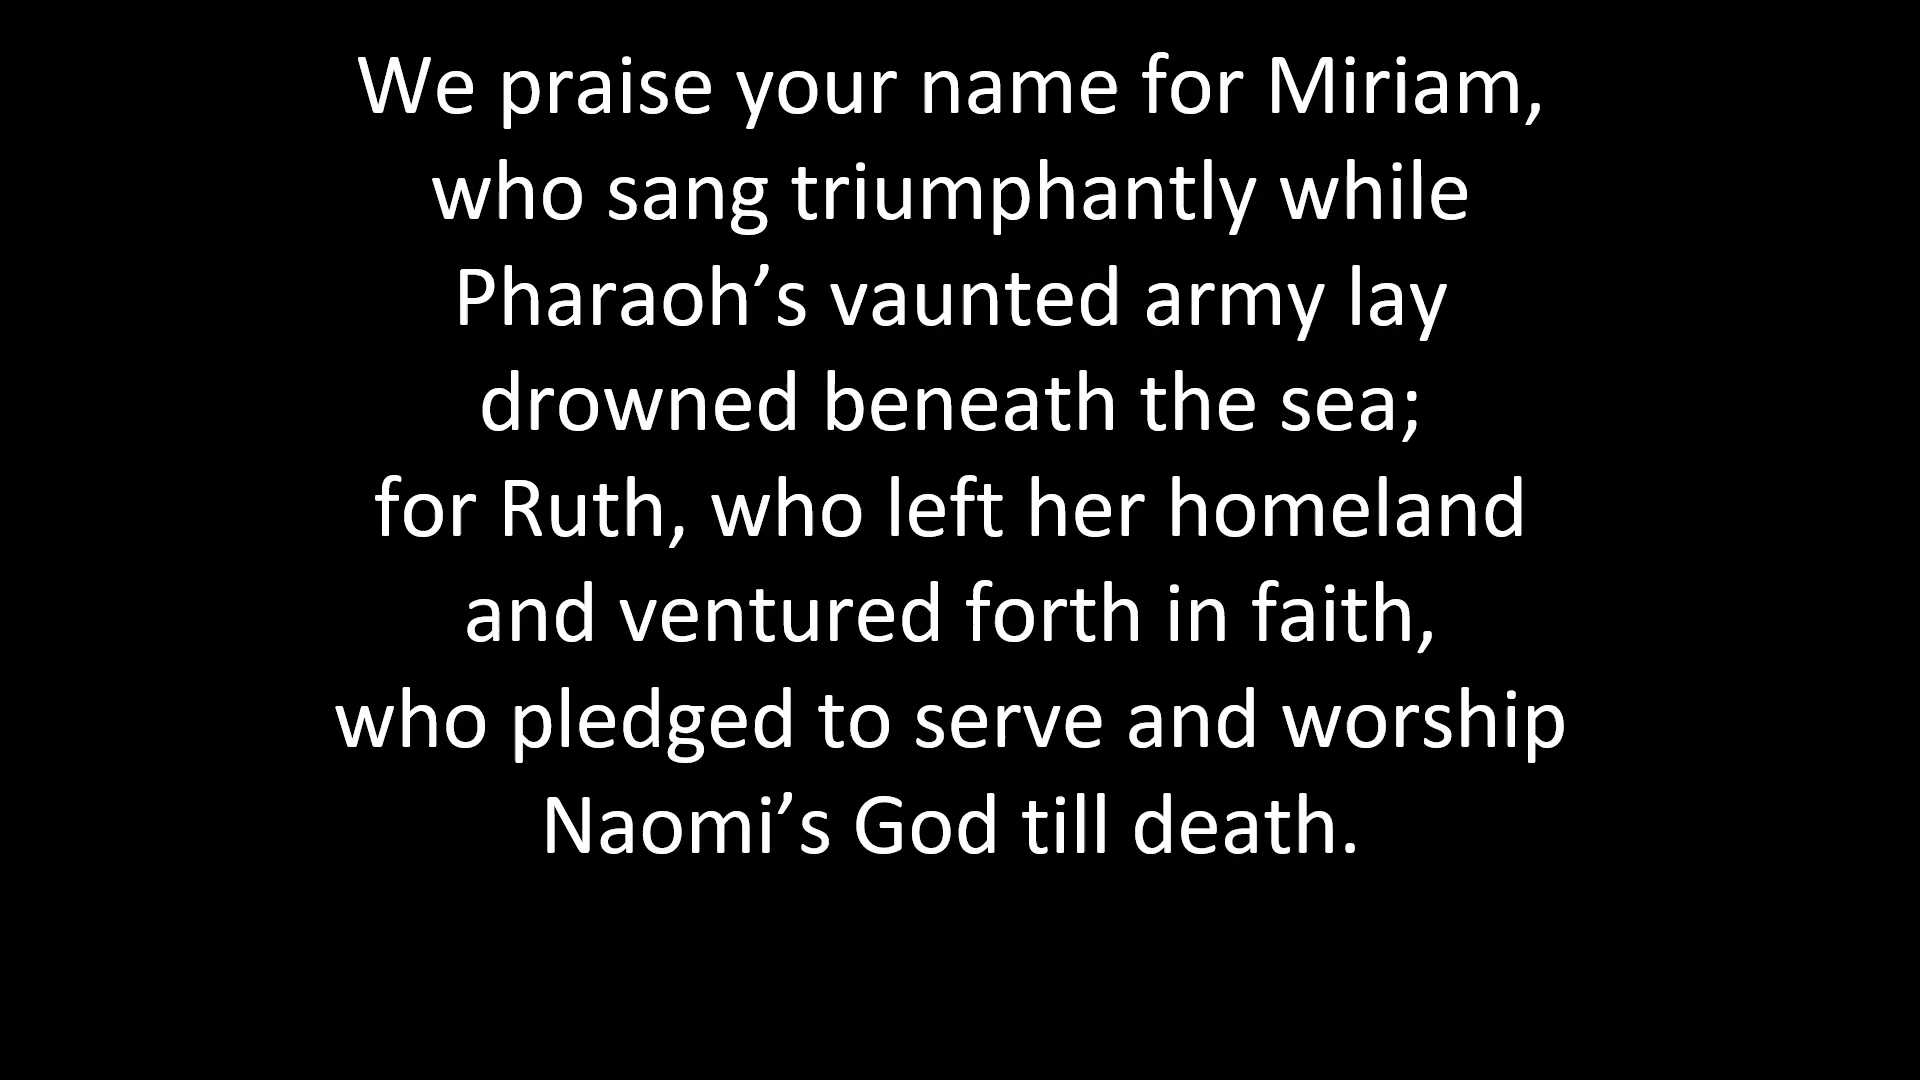 We praise your name for Miriam,
who sang triumphantly while
Pharaoh’s vaunted army lay
drowned beneath the sea;
for Ruth, who left her homeland
and ventured forth in faith,
who pledged to serve and worship
Naomi’s God till death.